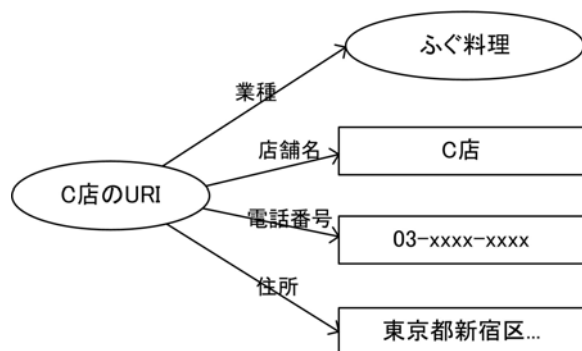 ふぐ料理
業種
店舗名
C店
C店のURI
電話番号
03-xxxx-xxxx
住所
東京都新宿区...